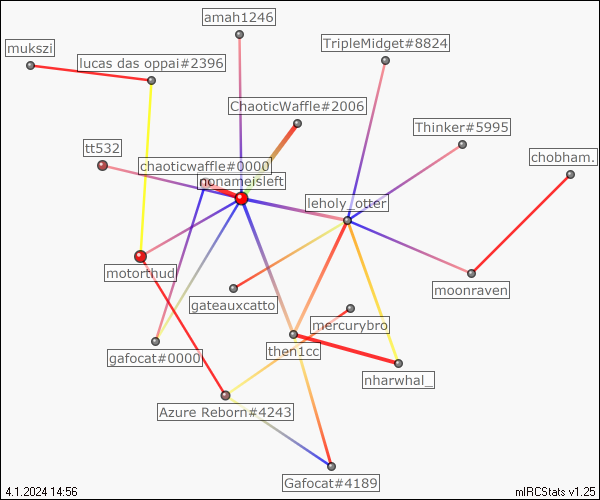 amah1246
mukszi
TripleMidget#8824
lucas das oppai#2396
ChaoticWaffle#2006
Thinker#5995
tt532
chobham.
chaoticwaffle#0000
nonameisleft
leholy_otter
motorthud
moonraven
gateauxcatto
mercurybro
gafocat#0000
then1cc
nharwhal_
Azure Reborn#4243
Gafocat#4189
4.1.2024 14:56
mIRCStats v1.25